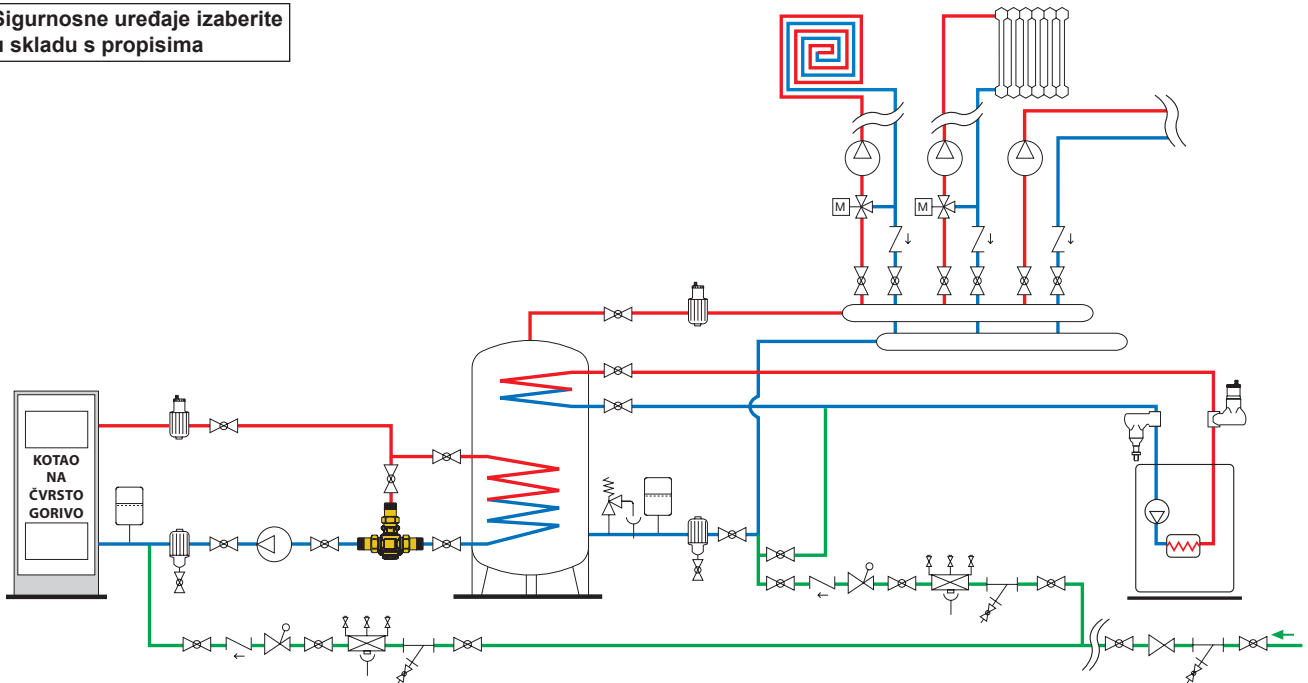 Sigurnosne uređaje izaberite
u skladu s propisima
M
M
KOTAO
NA
ČVRSTO
GORIVO